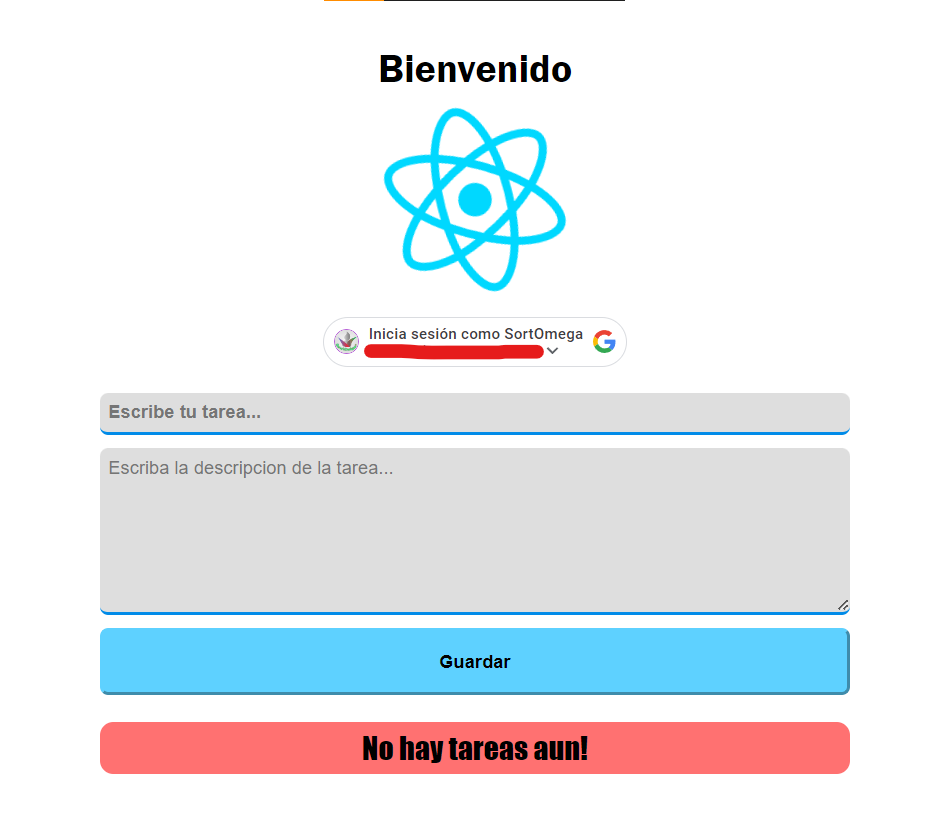 Bienvenido
Inicia sesión como SortOmega
Escribe tu tarea...
Escriba la descripcion de la tarea...
Guardar
No hay tareas aun!